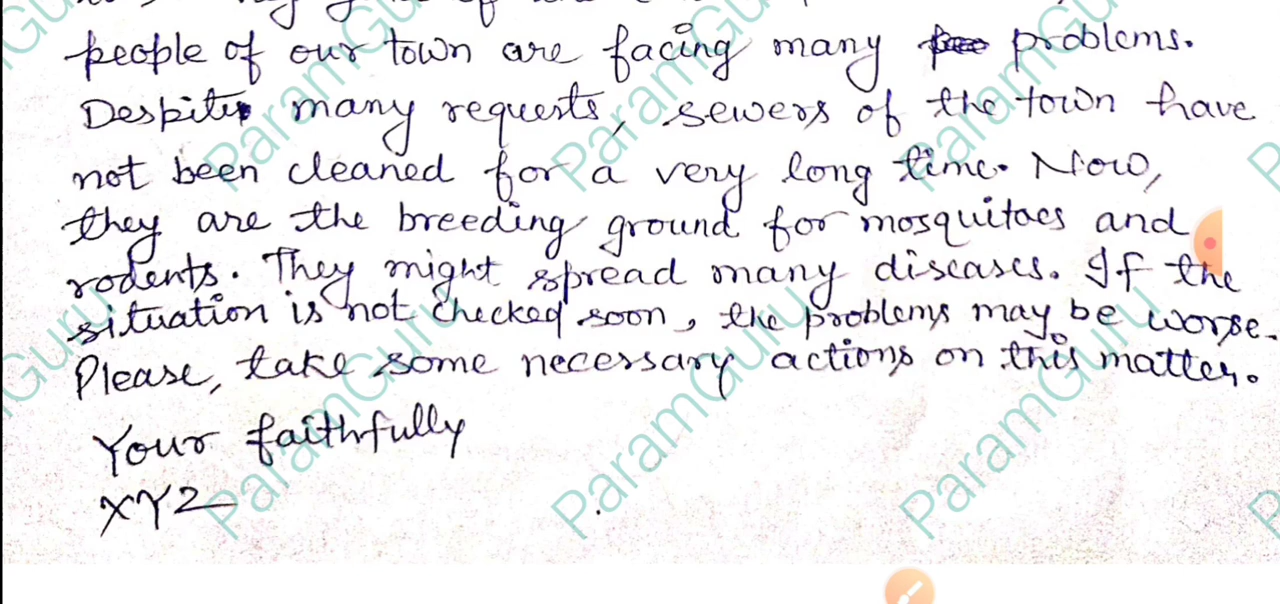 people of our town are facing many problems.
Despite many requests, sewers of the town have
not been cleaned for a very long time. Now,
they are the breeding ground for mosquitoes and
rodents. They might spread many diseases. If the
situation is not checked soon, the problems may be worse.
Please, take some necessary actions on this matter.
Your faithfully
XYZ
ParamGuru